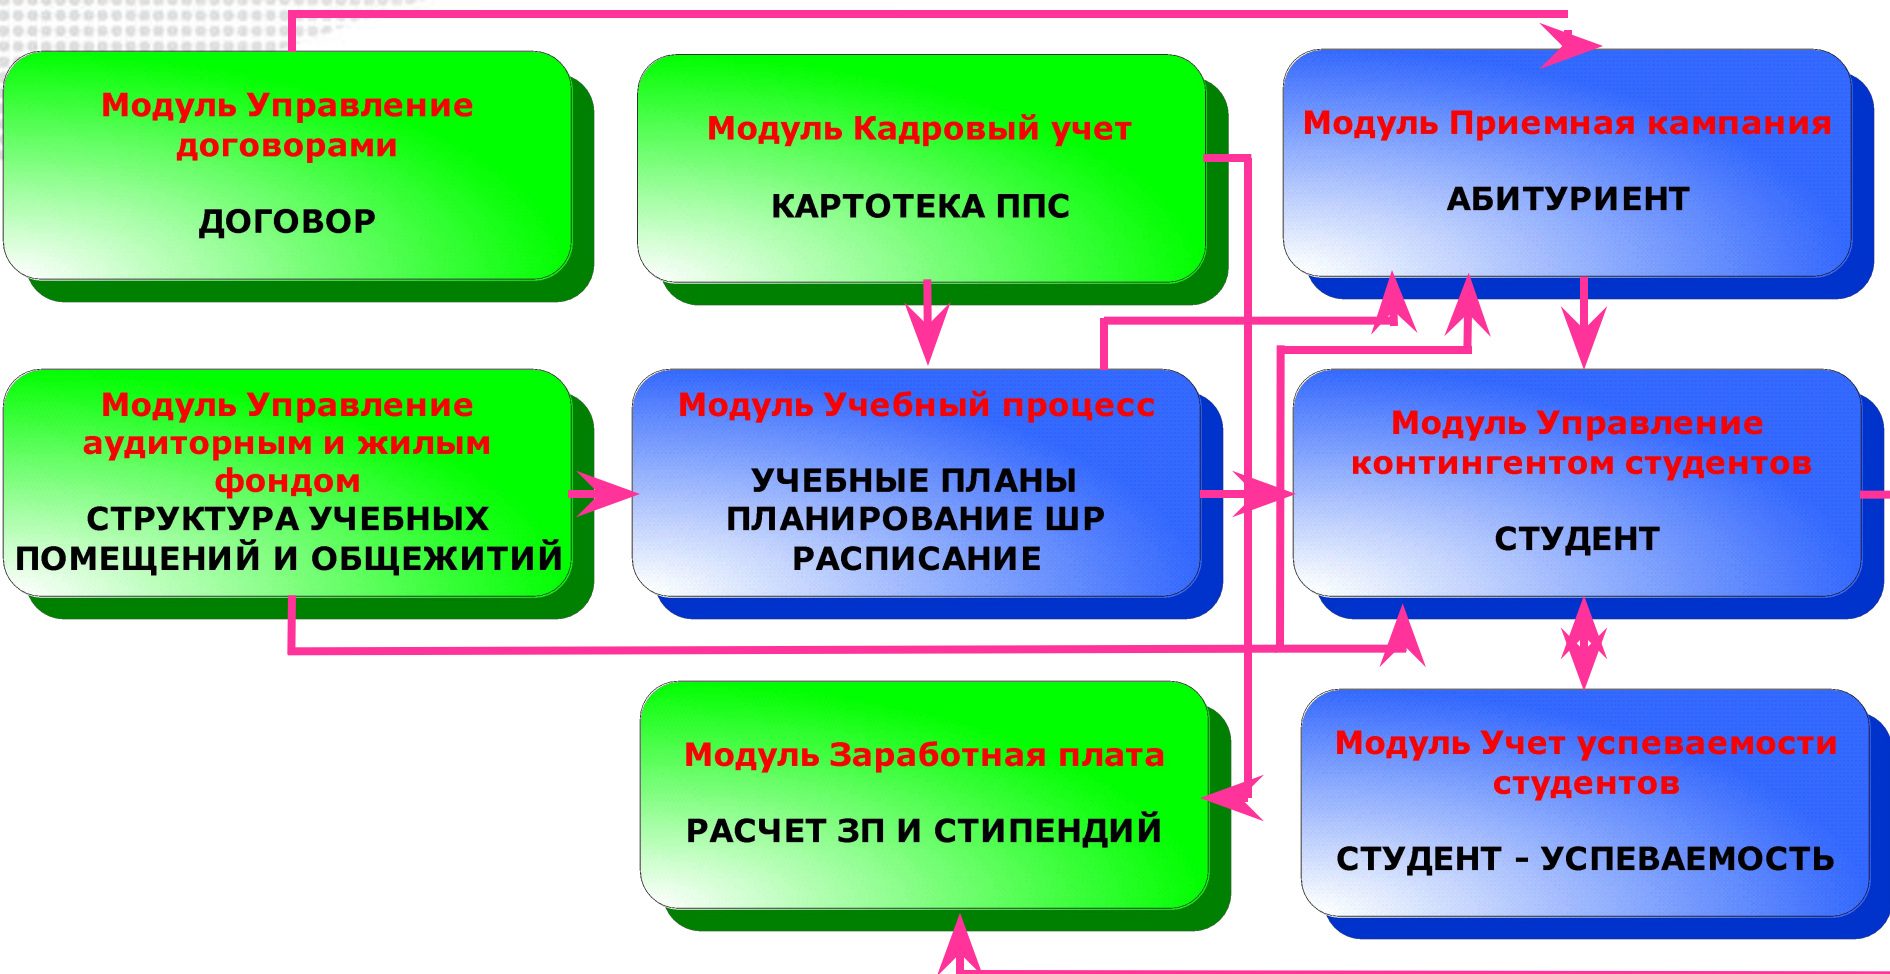 Модуль Управление
договорами
ДОГОВОР
Модуль Кадровый учет
КАРТОТЕКА ППС
Модуль Приемная кампания
АБИТУРИЕНТ
Модуль Управление
аудиторным и жилым
фондом
СТРУКТУРА УЧЕБНЫХ
ПОМЕЩЕНИЙ И ОБЩЕЖИТИЙ
Модуль Учебный процесс
УЧЕБНЫЕ ПЛАНЫ
ПЛАНИРОВАНИЕ ШР
РАСПИСАНИЕ
Модуль Управление
контингентом студентов
СТУДЕНТ
Модуль Заработная плата
РАСЧЕТ ЗП И СТИПЕНДИЙ
Модуль Учет успеваемости
студентов
СТУДЕНТ – УСПЕВАЕМОСТЬ